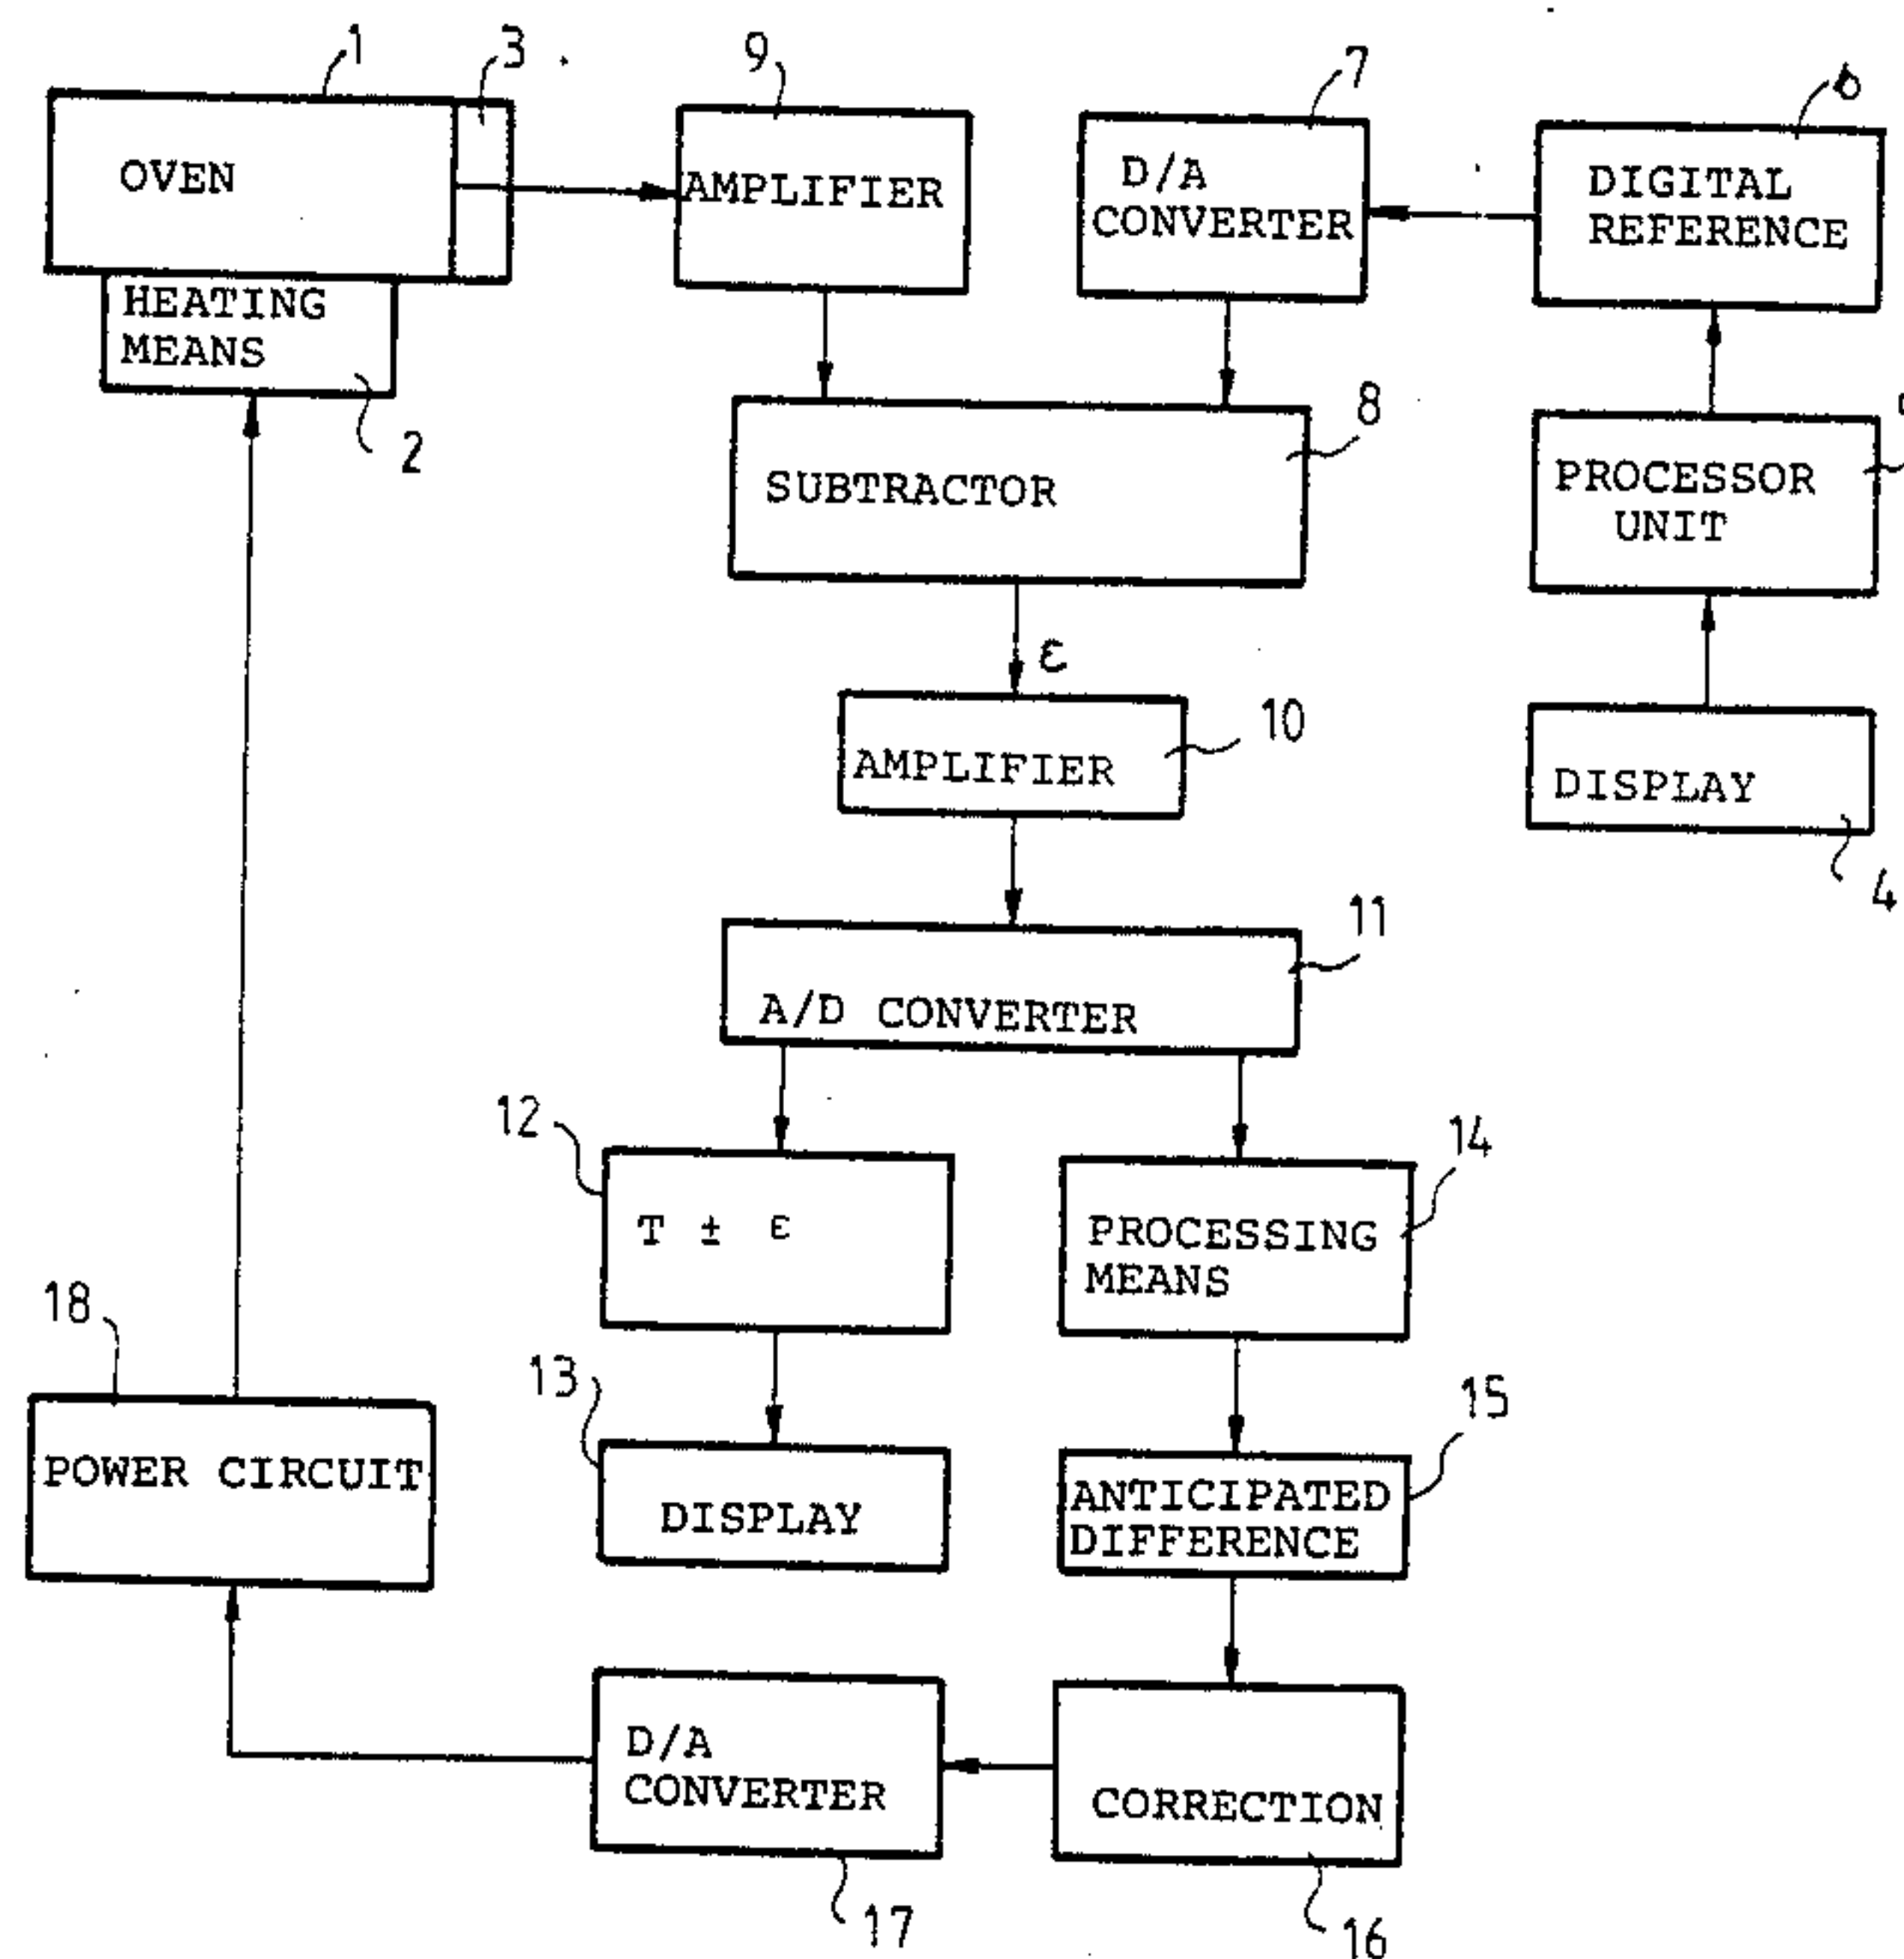 1
3
9
7
6
OVEN
AMPLIFIER
D/A
CONVERTER
DIGITAL
REFERENCE
HEATING
MEANS
2
8
SUBTRACTOR
PROCESSOR
UNIT
ε
10
AMPLIFIER
DISPLAY
4
11
A/D CONVERTER
12
14
T ± ε
PROCESSING
MEANS
18
13
15
POWER CIRCUIT
DISPLAY
ANTICIPATED
DIFFERENCE
D/A
CONVERTER
CORRECTION
17
16